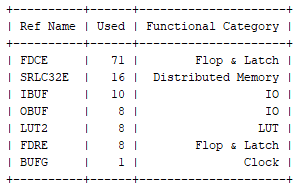 +----------+------+---------------------+
| Ref Name | Used | Functional Category |
+----------+------+---------------------+
| FDCE     |   71 |        Flop & Latch |
| SRLC32E  |   16 |  Distributed Memory |
| IBUF     |   10 |                  IO |
| OBUF     |    8 |                  IO |
| LUT2     |    8 |                 LUT |
| FDRE     |    8 |        Flop & Latch |
| BUFG     |    1 |               Clock |
+----------+------+---------------------+